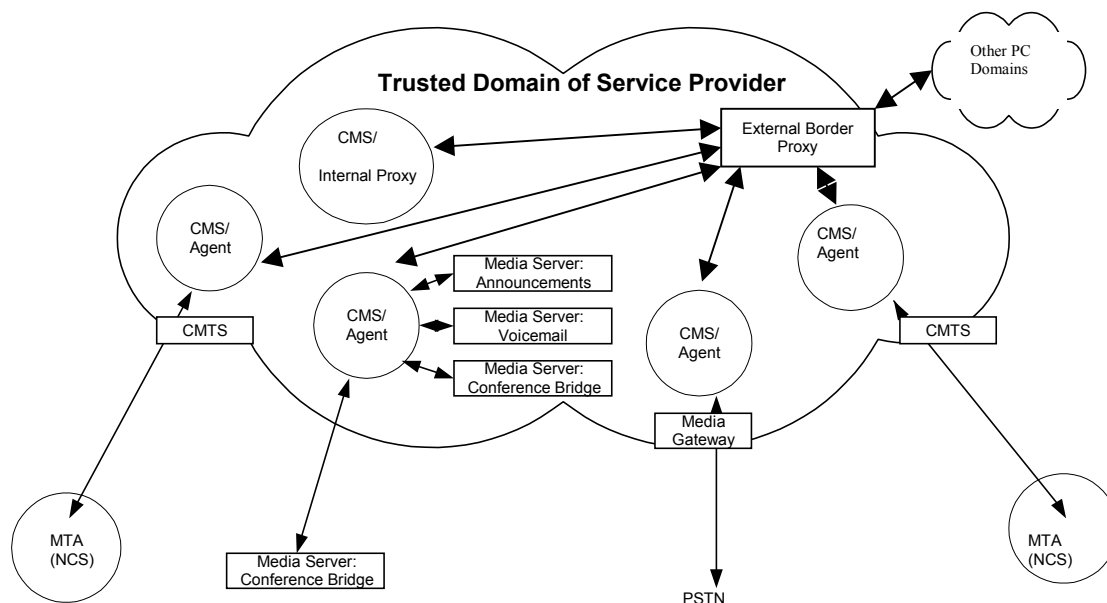 Other PC
Domains
Trusted Domain of Service Provider
External Border
Proxy
CMS/
Internal Proxy
CMS/
Agent
CMS/
Agent
Media Server:
Announcements
CMS/
Agent
Media Server:
Voicemail
CMS/
Agent
CMTS
CMTS
Media Server:
Conference Bridge
Media
Gateway
MTA
(NCS)
Media Server:
Conference Bridge
MTA
(NCS)
PSTN